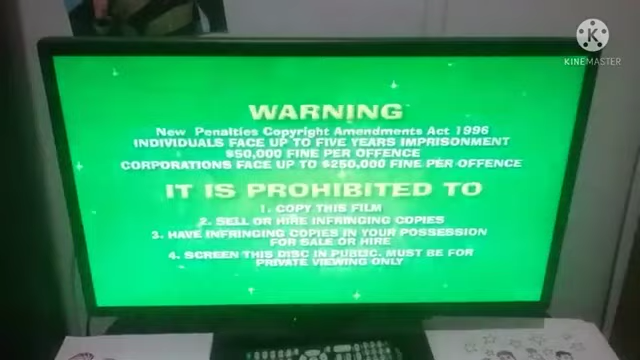 KINEMASTER
WARNING
New Penalties Copyright Amendments Act 1996
INDIVIDUALS FACE UP TO FIVE YEARS IMPRISONMENT
$50,000 FINE PER OFFENCE
CORPORATIONS FACE UP TO $250,000 FINE PER OFFENCE
IT IS PROHIBITED TO
1. COPY THIS FILM
2. SELL OR HIRE INFRINGING COPIES
3. HAVE INFRINGING COPIES IN YOUR POSSESSION
FOR SALE OR HIRE
4. SCREEN THIS DISC IN PUBLIC. MUST BE FOR
PRIVATE VIEWING ONLY